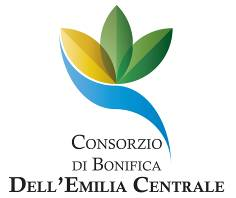 Consorzio
di Bonifica
Dell'Emilia Centrale